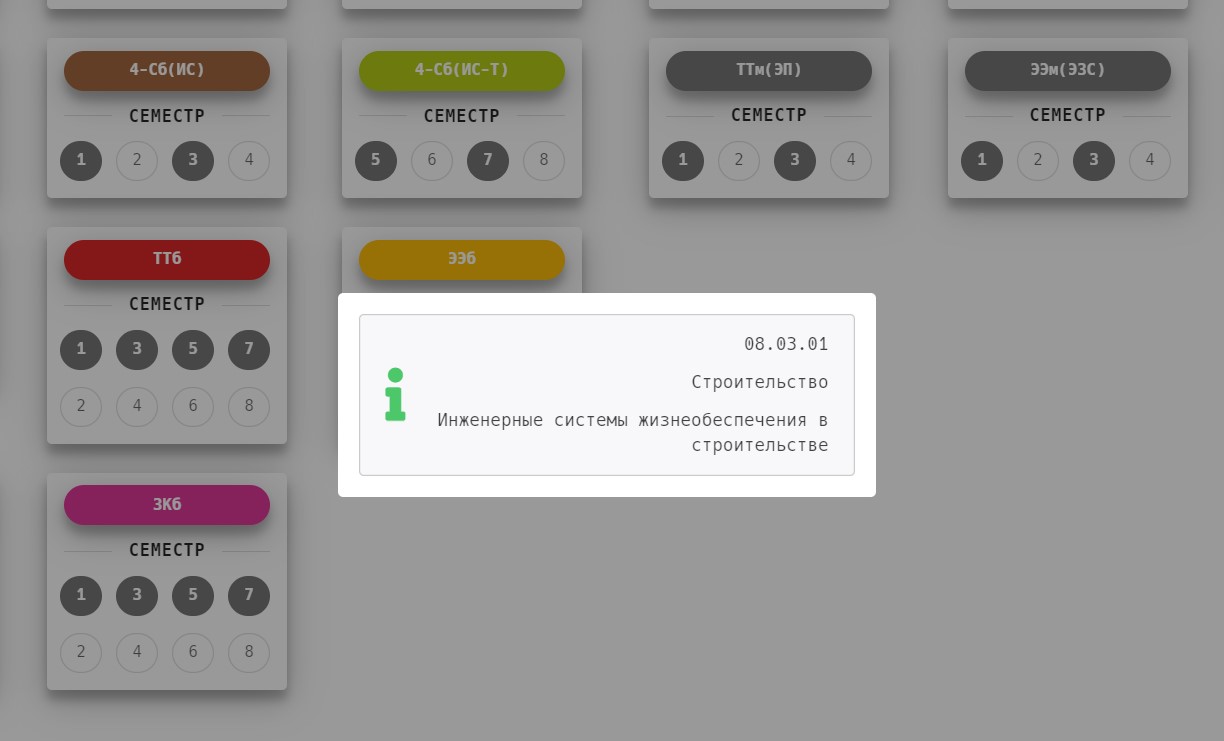 4-Сб(ИС)
СЕМЕСТР
1 2 3 4
4-Сб(ИС-Т)
СЕМЕСТР
5 6 7 8
ТТм(ЭП)
СЕМЕСТР
1 2 3 4
ЭЭм(ЭЗС)
СЕМЕСТР
1 2 3 4
ТТб
СЕМЕСТР
1 3 5 7
2 4 6 8
ЭЭб
08.03.01
Строительство
Инженерные системы жизнеобеспечения в
строительстве
ЗКб
СЕМЕСТР
1 3 5 7
2 4 6 8